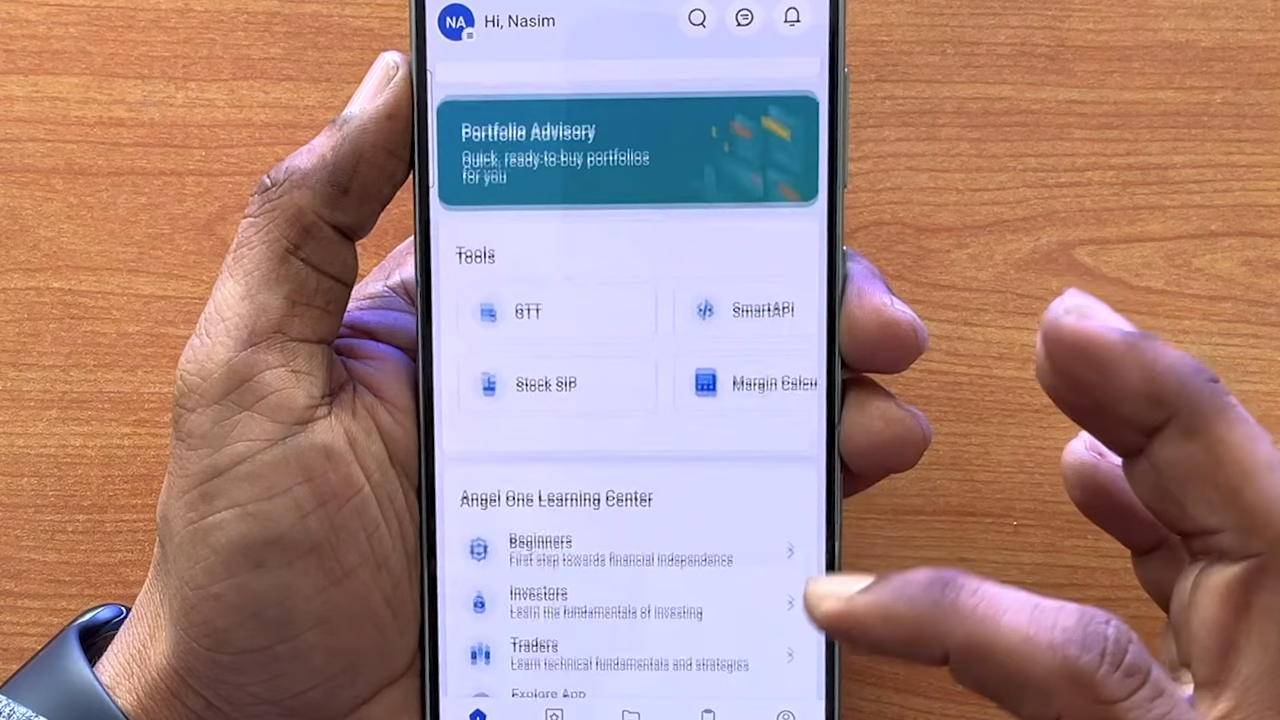 NA Hi, Nasim
Portfolio Advisory
Quick, ready-to-buy portfolios
for you
Tools
GTT
SmartAPI
Stock SIP
Margin Calcu
Angel One Learning Center
Beginners
First step towards financial independence
Investors
Learn the fundamentals of investing
Traders
Learn technical fundamentals and strategies
Explore App